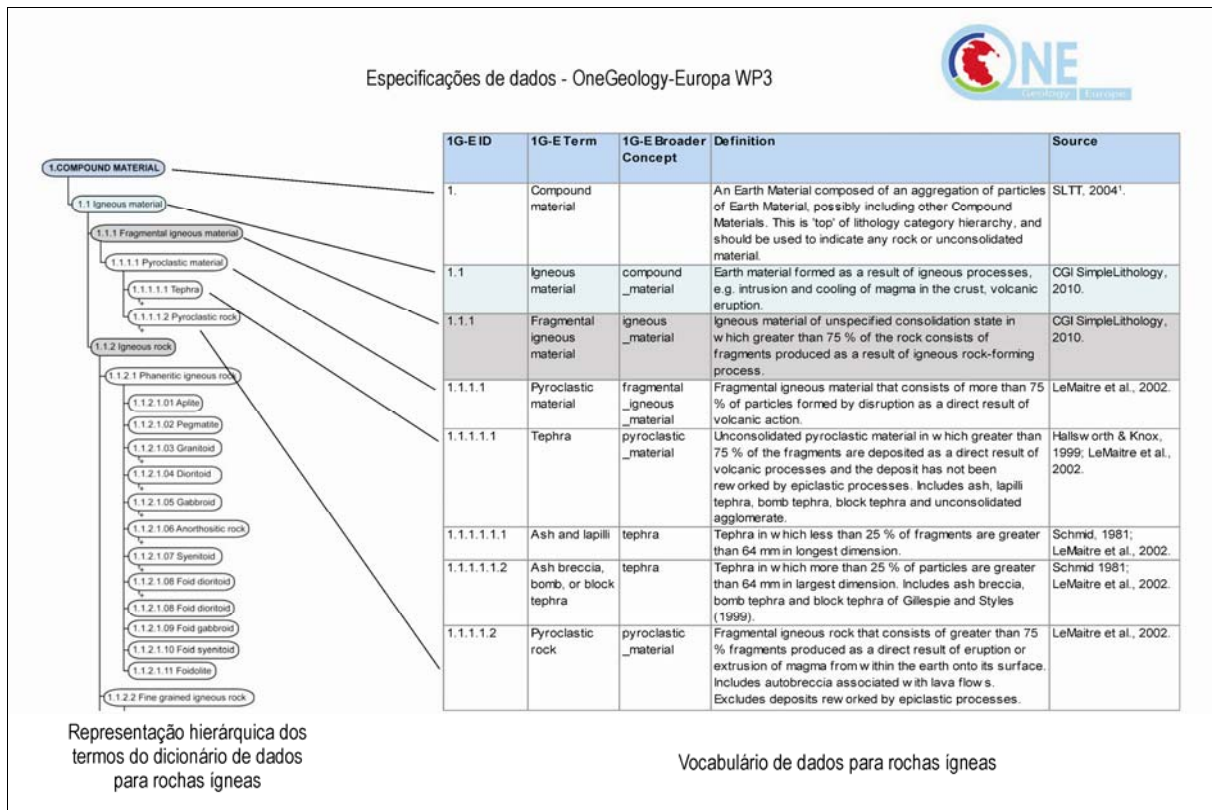 Especificações de dados - OneGeology-Europa WP3
ONE
Geology Europe
1.COMPOUND MATERIAL
1.1 Igneous material
1.1.1 Fragmental igneous material
1.1.1.1 Pyroclastic material
1.1.1.1.1 Tephra
1.1.1.1.2 Pyroclastic rock
1.1.2 Igneous rock
1.1.2.1 Phaneritic igneous rock
1.1.2.1.01 Aplite
1.1.2.1.02 Pegmatite
1.1.2.1.03 Granitoid
1.1.2.1.04 Dioritoid
1.1.2.1.05 Gabbroid
1.1.2.1.06 Anorthositic rock
1.1.2.1.07 Syenitoid
1.1.2.1.08 Foid dioritoid
1.1.2.1.08 Foid dioritoid
1.1.2.1.09 Foid gabbroid
1.1.2.1.10 Foid syenitoid
1.1.2.1.11 Foidolite
1.1.2.2 Fine grained igneous rock
Representação hierárquica dos
termos do dicionário de dados
para rochas ígneas
1G-E ID 1G-E Term 1G-E Broader Definition Source
Concept
1. Compound An Earth Material composed of an aggregation of particles SLTT, 2004¹.
material of Earth Material, possibly including other Compound
Materials. This is 'top' of lithology category hierarchy, and
should be used to indicate any rock or unconsolidated
material.
1.1 Igneous compound Earth material formed as a result of igneous processes, CGI SimpleLithology,
material _material e.g. intrusion and cooling of magma in the crust, volcanic 2010.
eruption.
1.1.1 Fragmental igneous Igneous material of unspecified consolidation state in CGI SimpleLithology,
igneous _material which greater than 75 % of the rock consists of 2010.
material fragments produced as a result of igneous rock-forming
process.
1.1.1.1 Pyroclastic fragmental Fragmental igneous material that consists of more than 75 LeMaitre et al., 2002.
material _igneous % of particles formed by disruption as a direct result of
_material volcanic action.
1.1.1.1.1 Tephra pyroclastic Unconsolidated pyroclastic material in which greater than Hallsworth & Knox,
_material 75 % of the fragments are deposited as a direct result of 1999; LeMaitre et al.,
volcanic processes and the deposit has not been 2002.
reworked by epiclastic processes. Includes ash, lapilli
tephra, bomb tephra, block tephra and unconsolidated
agglomerate.
1.1.1.1.1.1 Ash and lapilli tephra Tephra in which less than 25 % of fragments are greater Schmid, 1981;
than 64 mm in longest dimension. LeMaitre et al., 2002.
1.1.1.1.1.2 Ash breccia, tephra Tephra in which more than 25 % of particles are greater Schmid 1981;
bomb, or block than 64 mm in largest dimension. Includes ash breccia, LeMaitre et al., 2002.
tephra bomb tephra and block tephra of Gillespie and Styles
(1999).
1.1.1.1.2 Pyroclastic pyroclastic Fragmental igneous rock that consists of greater than 75 LeMaitre et al., 2002.
rock _material % fragments produced as a direct result of eruption or
extrusion of magma from within the earth onto its surface.
Includes autobreccia associated with lava flows.
Excludes deposits reworked by epiclastic processes.
Vocabulário de dados para rochas ígneas